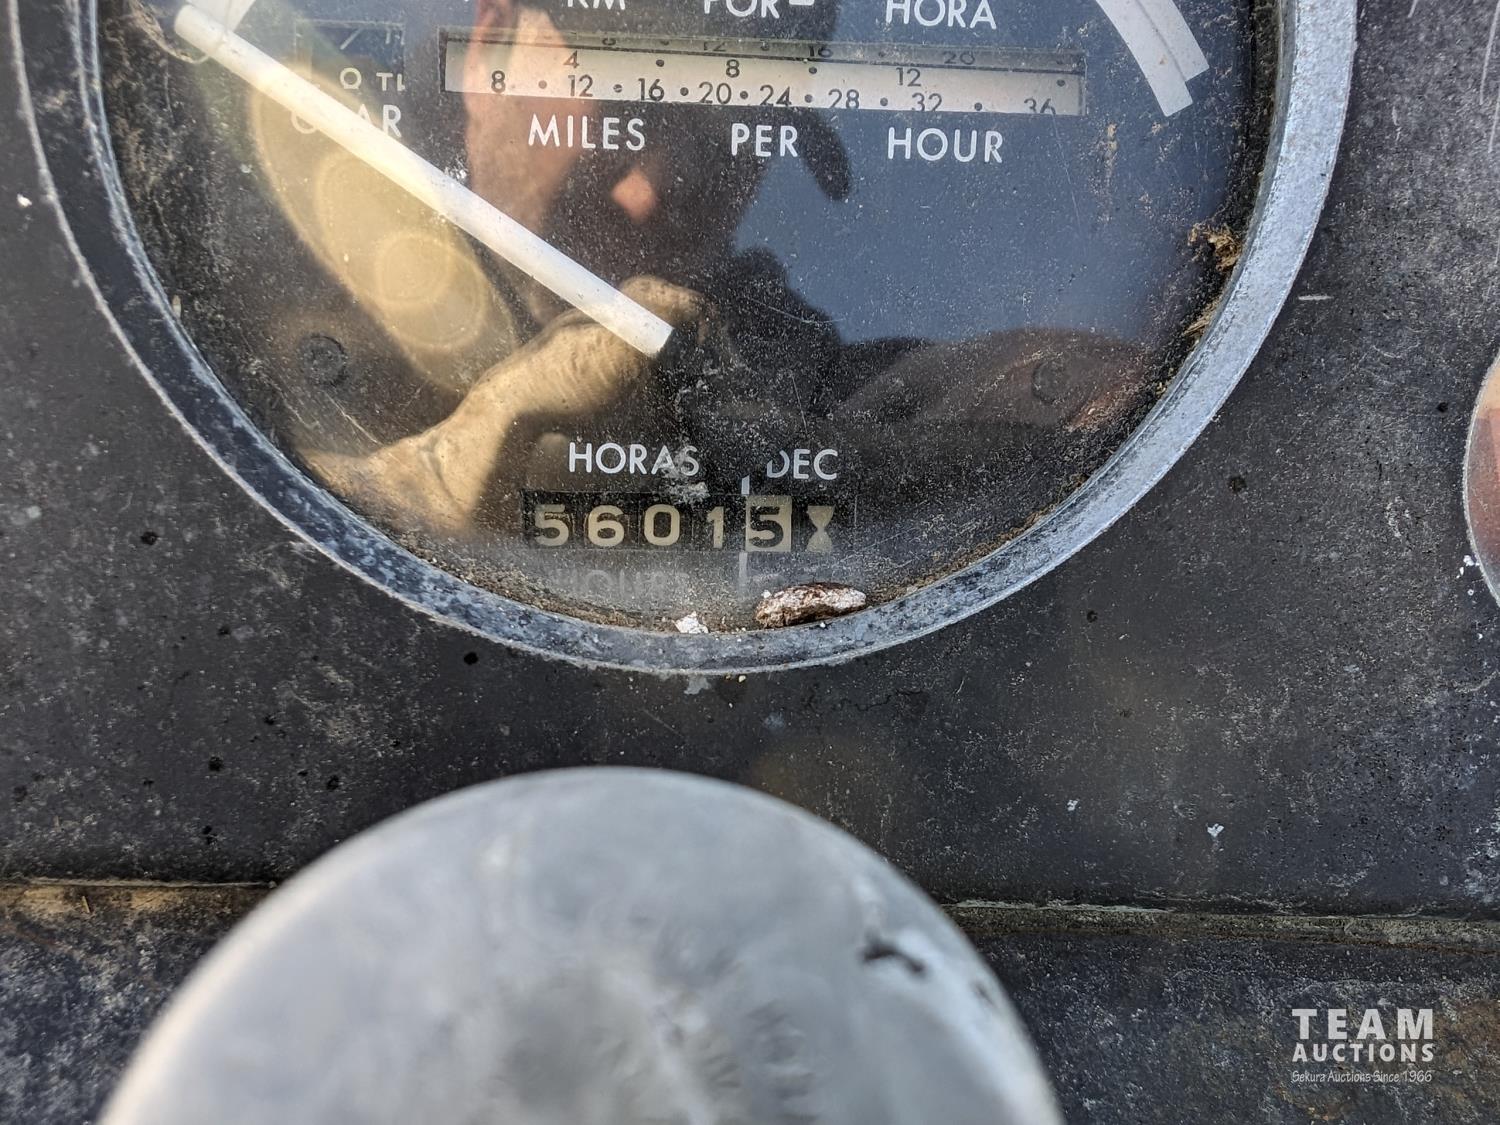 KM POR HORA
8 12 16 20
4 8 12
8 12 16 20 24 28 32 36
MILES PER HOUR
HORAS DEC
56015
HOURS
TEAM
AUCTIONS
Sekura Auctions Since 1966